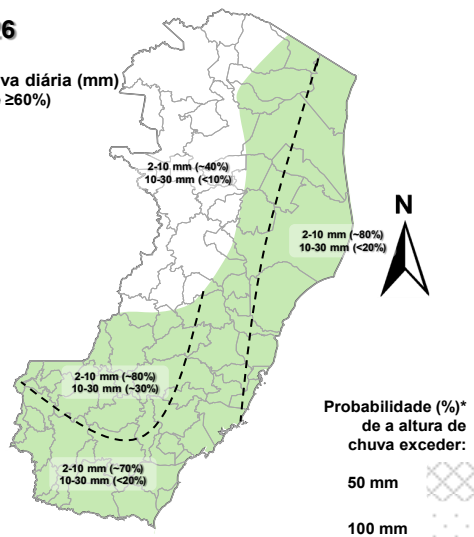 6
va diária (mm)
≥60%)
2-10 mm (~40%)
10-30 mm (<10%)
N
2-10 mm (~80%)
10-30 mm (<20%)
2-10 mm (~80%)
10-30 mm (~30%)
2-10 mm (~70%)
10-30 mm (<20%)
Probabilidade (%)*
de a altura de
chuva exceder:
50 mm
100 mm